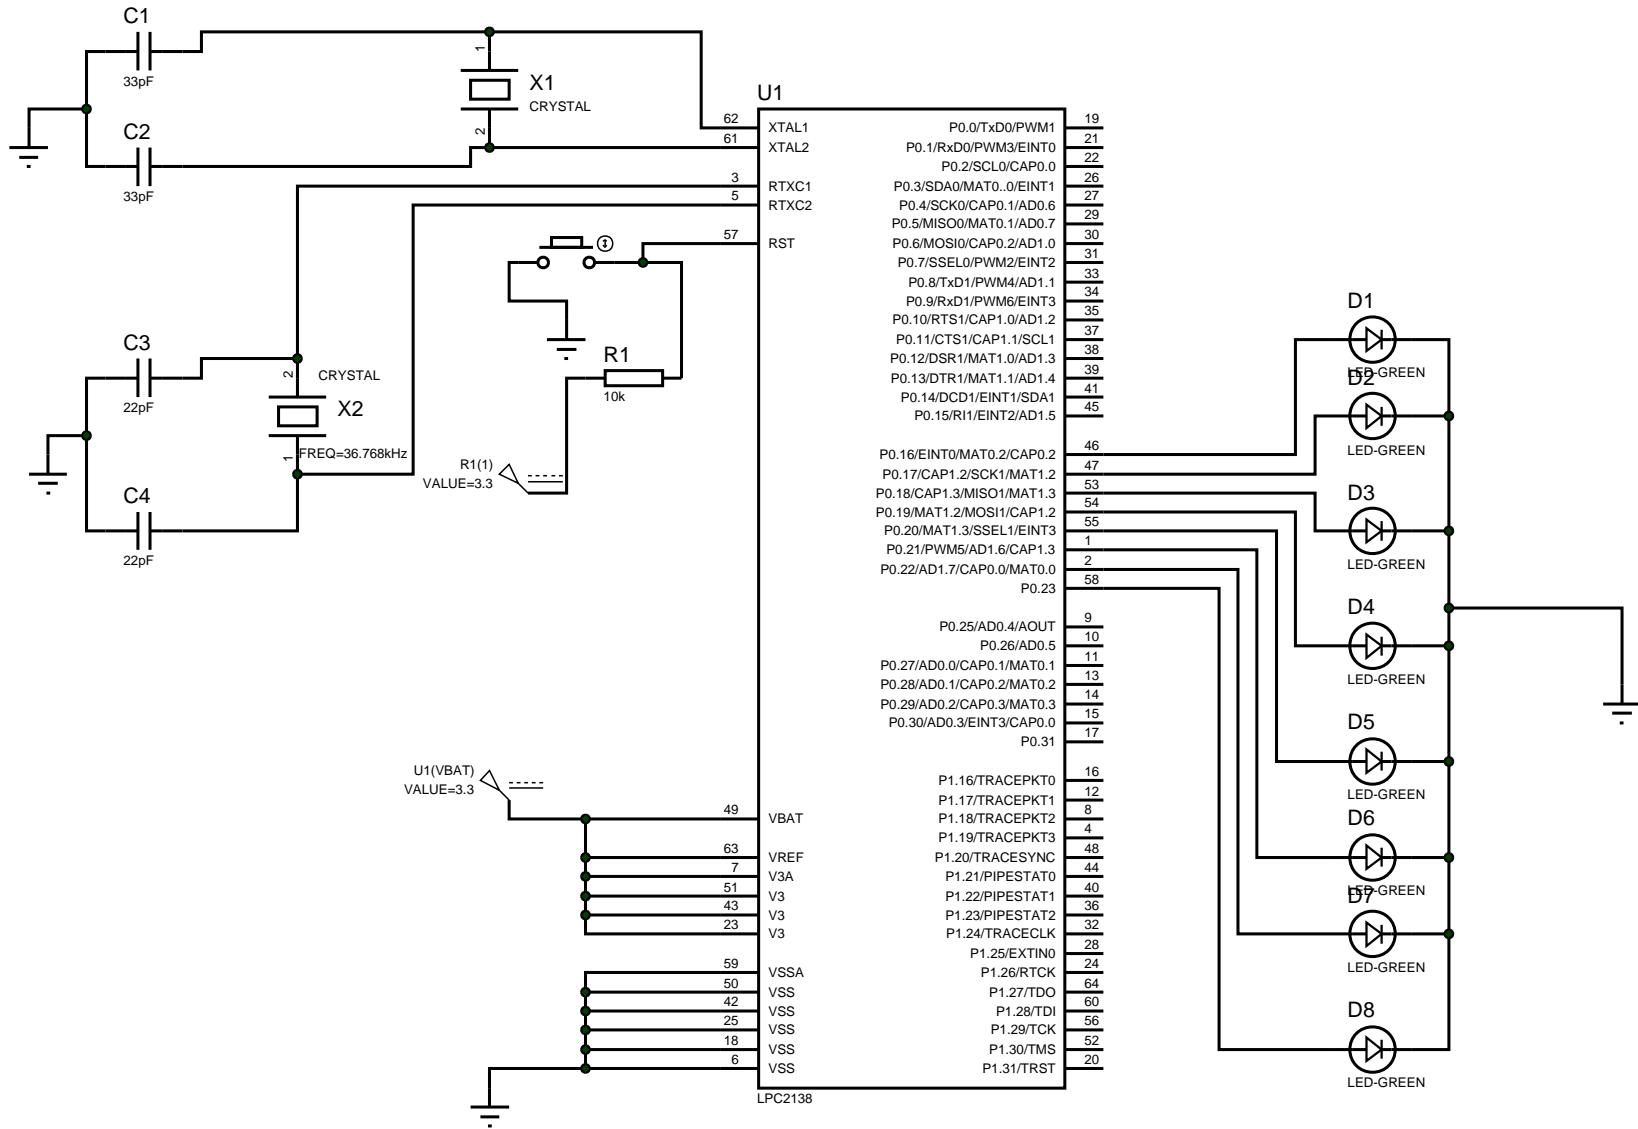 C1
33pF
C2
33pF
1
X1
CRYSTAL
2
C3
22pF
2
CRYSTAL
X2
1
FREQ=36.768kHz
C4
22pF
R1
10k
R1(1)
VALUE=3.3
U1(VBAT)
VALUE=3.3
U1
62 XTAL1
61 XTAL2
3 RTXC1
5 RTXC2
57 RST
49 VBAT
63 VREF
7 V3A
51 V3
43 V3
23 V3
59 VSSA
50 VSS
42 VSS
25 VSS
18 VSS
6 VSS
P0.0/TxD0/PWM1 19
P0.1/RxD0/PWM3/EINT0 21
P0.2/SCL0/CAP0.0 22
P0.3/SDA0/MAT0..0/EINT1 26
P0.4/SCK0/CAP0.1/AD0.6 27
P0.5/MISO0/MAT0.1/AD0.7 29
P0.6/MOSI0/CAP0.2/AD1.0 30
P0.7/SSEL0/PWM2/EINT2 31
P0.8/TxD1/PWM4/AD1.1 33
P0.9/RxD1/PWM6/EINT3 34
P0.10/RTS1/CAP1.0/AD1.2 35
P0.11/CTS1/CAP1.1/SCL1 37
P0.12/DSR1/MAT1.0/AD1.3 38
P0.13/DTR1/MAT1.1/AD1.4 39
P0.14/DCD1/EINT1/SDA1 41
P0.15/RI1/EINT2/AD1.5 45
P0.16/EINT0/MAT0.2/CAP0.2 46
P0.17/CAP1.2/SCK1/MAT1.2 47
P0.18/CAP1.3/MISO1/MAT1.3 53
P0.19/MAT1.2/MOSI1/CAP1.2 54
P0.20/MAT1.3/SSEL1/EINT3 55
P0.21/PWM5/AD1.6/CAP1.3 1
P0.22/AD1.7/CAP0.0/MAT0.0 2
P0.23 58
P0.25/AD0.4/AOUT 9
P0.26/AD0.5 10
P0.27/AD0.0/CAP0.1/MAT0.1 11
P0.28/AD0.1/CAP0.2/MAT0.2 13
P0.29/AD0.2/CAP0.3/MAT0.3 14
P0.30/AD0.3/EINT3/CAP0.0 15
P0.31 17
P1.16/TRACEPKT0 16
P1.17/TRACEPKT1 12
P1.18/TRACEPKT2 8
P1.19/TRACEPKT3 4
P1.20/TRACESYNC 48
P1.21/PIPESTAT0 44
P1.22/PIPESTAT1 40
P1.23/PIPESTAT2 36
P1.24/TRACECLK 32
P1.25/EXTIN0 28
P1.26/RTCK 24
P1.27/TDO 64
P1.28/TDI 60
P1.29/TCK 56
P1.30/TMS 52
P1.31/TRST 20
LPC2138
D1
LED-GREEN
D2
LED-GREEN
D3
LED-GREEN
D4
LED-GREEN
D5
LED-GREEN
D6
LED-GREEN
D7
LED-GREEN
D8
LED-GREEN